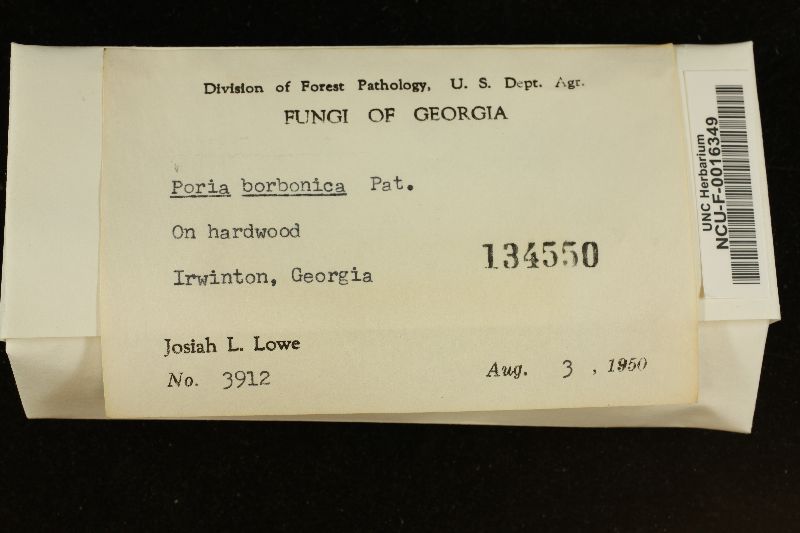 Division of Forest Pathology, U. S. Dept. Agr.
FUNGI OF GEORGIA
Poria borbonica Pat.
On hardwood
134550
Irwinton, Georgia
Josiah L. Lowe
No. 3912
Aug. 3 , 1950
UNC Herbarium
NCU-F-0016349